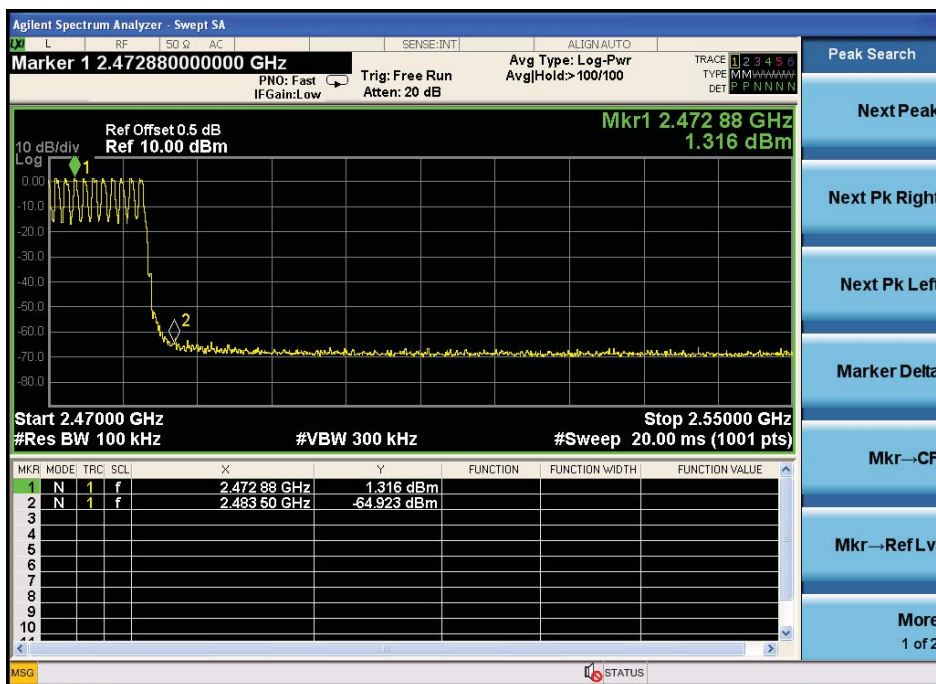 Agilent Spectrum Analyzer - Swept SA
LXI L RF 50 Ω AC SENSE:INT ALIGN AUTO
Marker 1 2.472880000000 GHz
PNO: Fast
IFGain:Low
Trig: Free Run
Atten: 20 dB
Avg Type: Log-Pwr
Avg|Hold:>100/100
TRACE 1 2 3 4 5 6
TYPE MMWWWW
DET P P N N N N
Peak Search
Next Peak
Next Pk Right
Next Pk Left
Marker Delta
Mkr→CF
Mkr→Ref Lv
More
1 of 2
Mkr1 2.472 88 GHz
1.316 dBm
Ref Offset 0.5 dB
10 dB/div Ref 10.00 dBm
Log
1
0.00
-10.0
-20.0
-30.0
-40.0
-50.0
-60.0
-70.0
-80.0
2
Start 2.47000 GHz Stop 2.55000 GHz
#Res BW 100 kHz #VBW 300 kHz #Sweep 20.00 ms (1001 pts)
MKR MODE TRC SCL X Y FUNCTION FUNCTION WIDTH FUNCTION VALUE
1 N 1 f 2.472 88 GHz 1.316 dBm
2 N 1 f 2.483 50 GHz -64.923 dBm
3
4
5
6
7
8
9
10
MSG STATUS